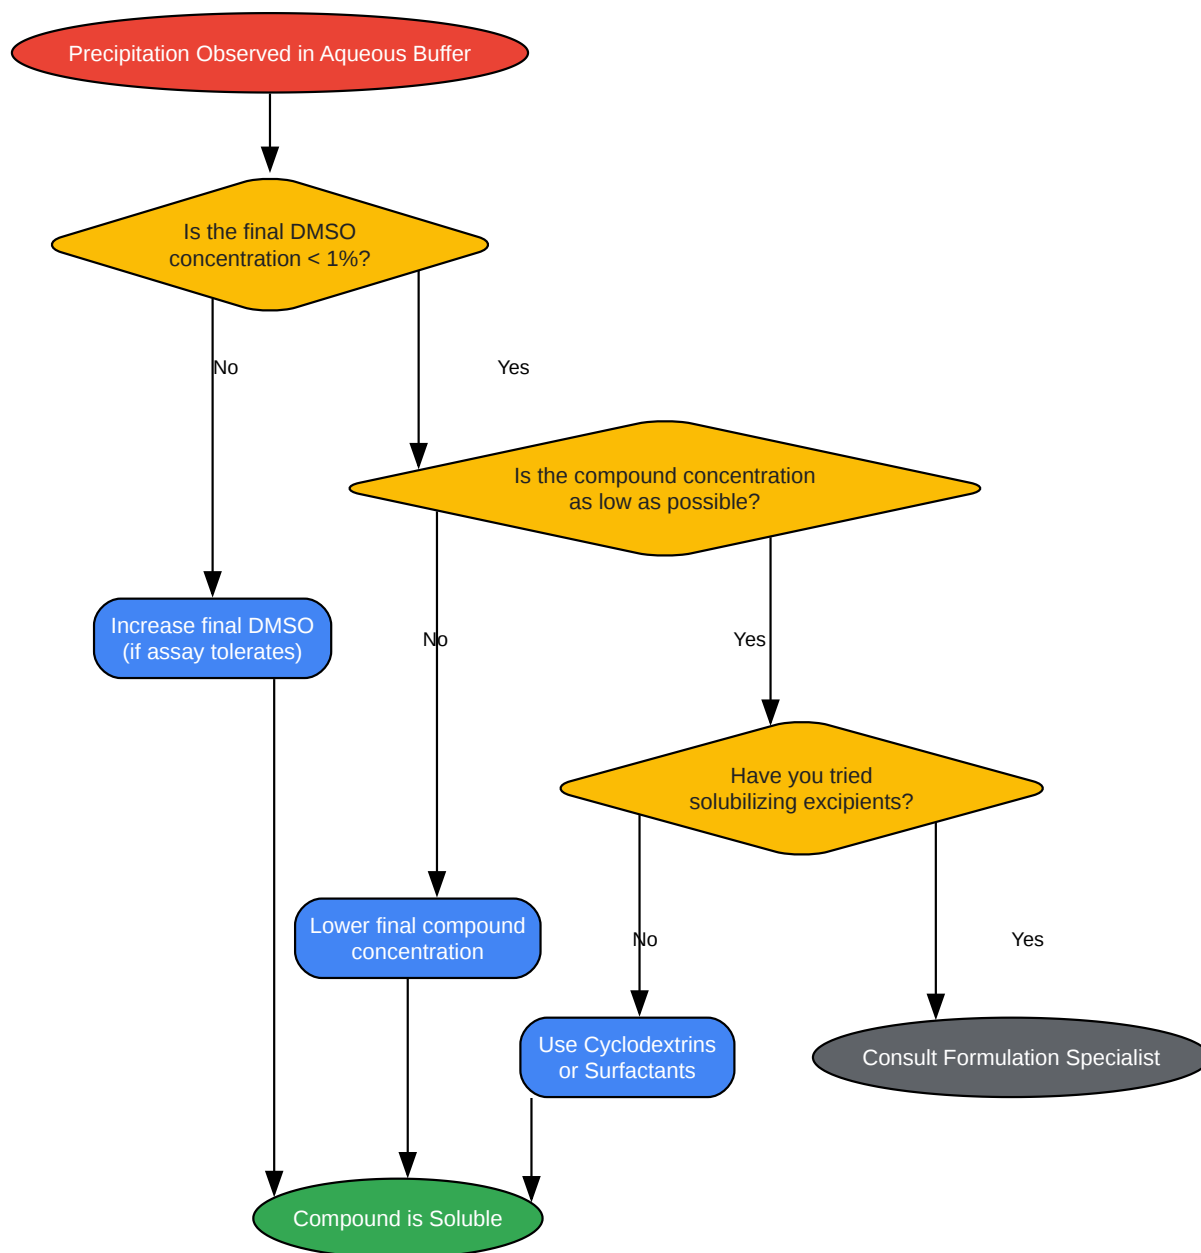 Precipitation Observed in Aqueous Buffer
Is the final DMSO
concentration < 1%?
No
Yes
Is the compound concentration
as low as possible?
Increase final DMSO
(if assay tolerates)
No
Yes
Have you tried
solubilizing excipients?
Lower final compound
concentration
No
Yes
Use Cyclodextrins
or Surfactants
Consult Formulation Specialist
Compound is Soluble